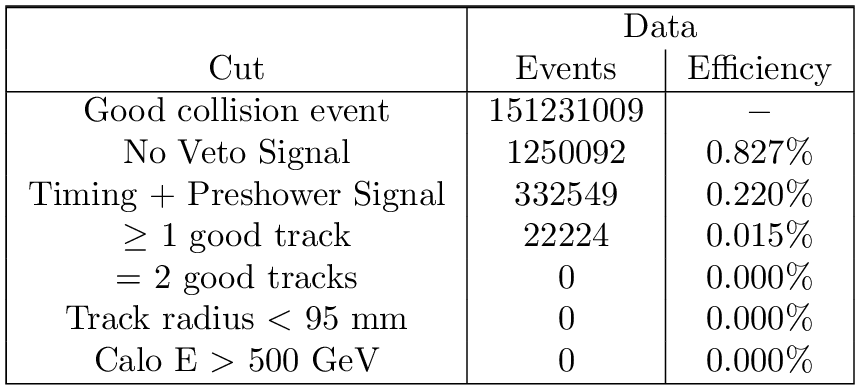 Data
Cut Events Efficiency
Good collision event 151231009 −
No Veto Signal 1250092 0.827%
Timing + Preshower Signal 332549 0.220%
≥ 1 good track 22224 0.015%
= 2 good tracks 0 0.000%
Track radius < 95 mm 0 0.000%
Calo E > 500 GeV 0 0.000%